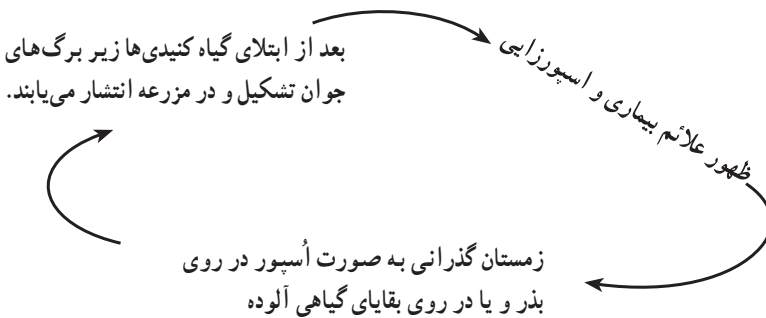 بعد از ابتلای گیاه کنیدی‌ها زیر برگ‌های
جوان تشکیل و در مزرعه انتشار می‌یابند.
ظهور علائم بیماری و اسپورزایی
زمستان گذرانی به صورت اُسپور در روی
بذر و یا در روی بقایای گیاهی آلوده